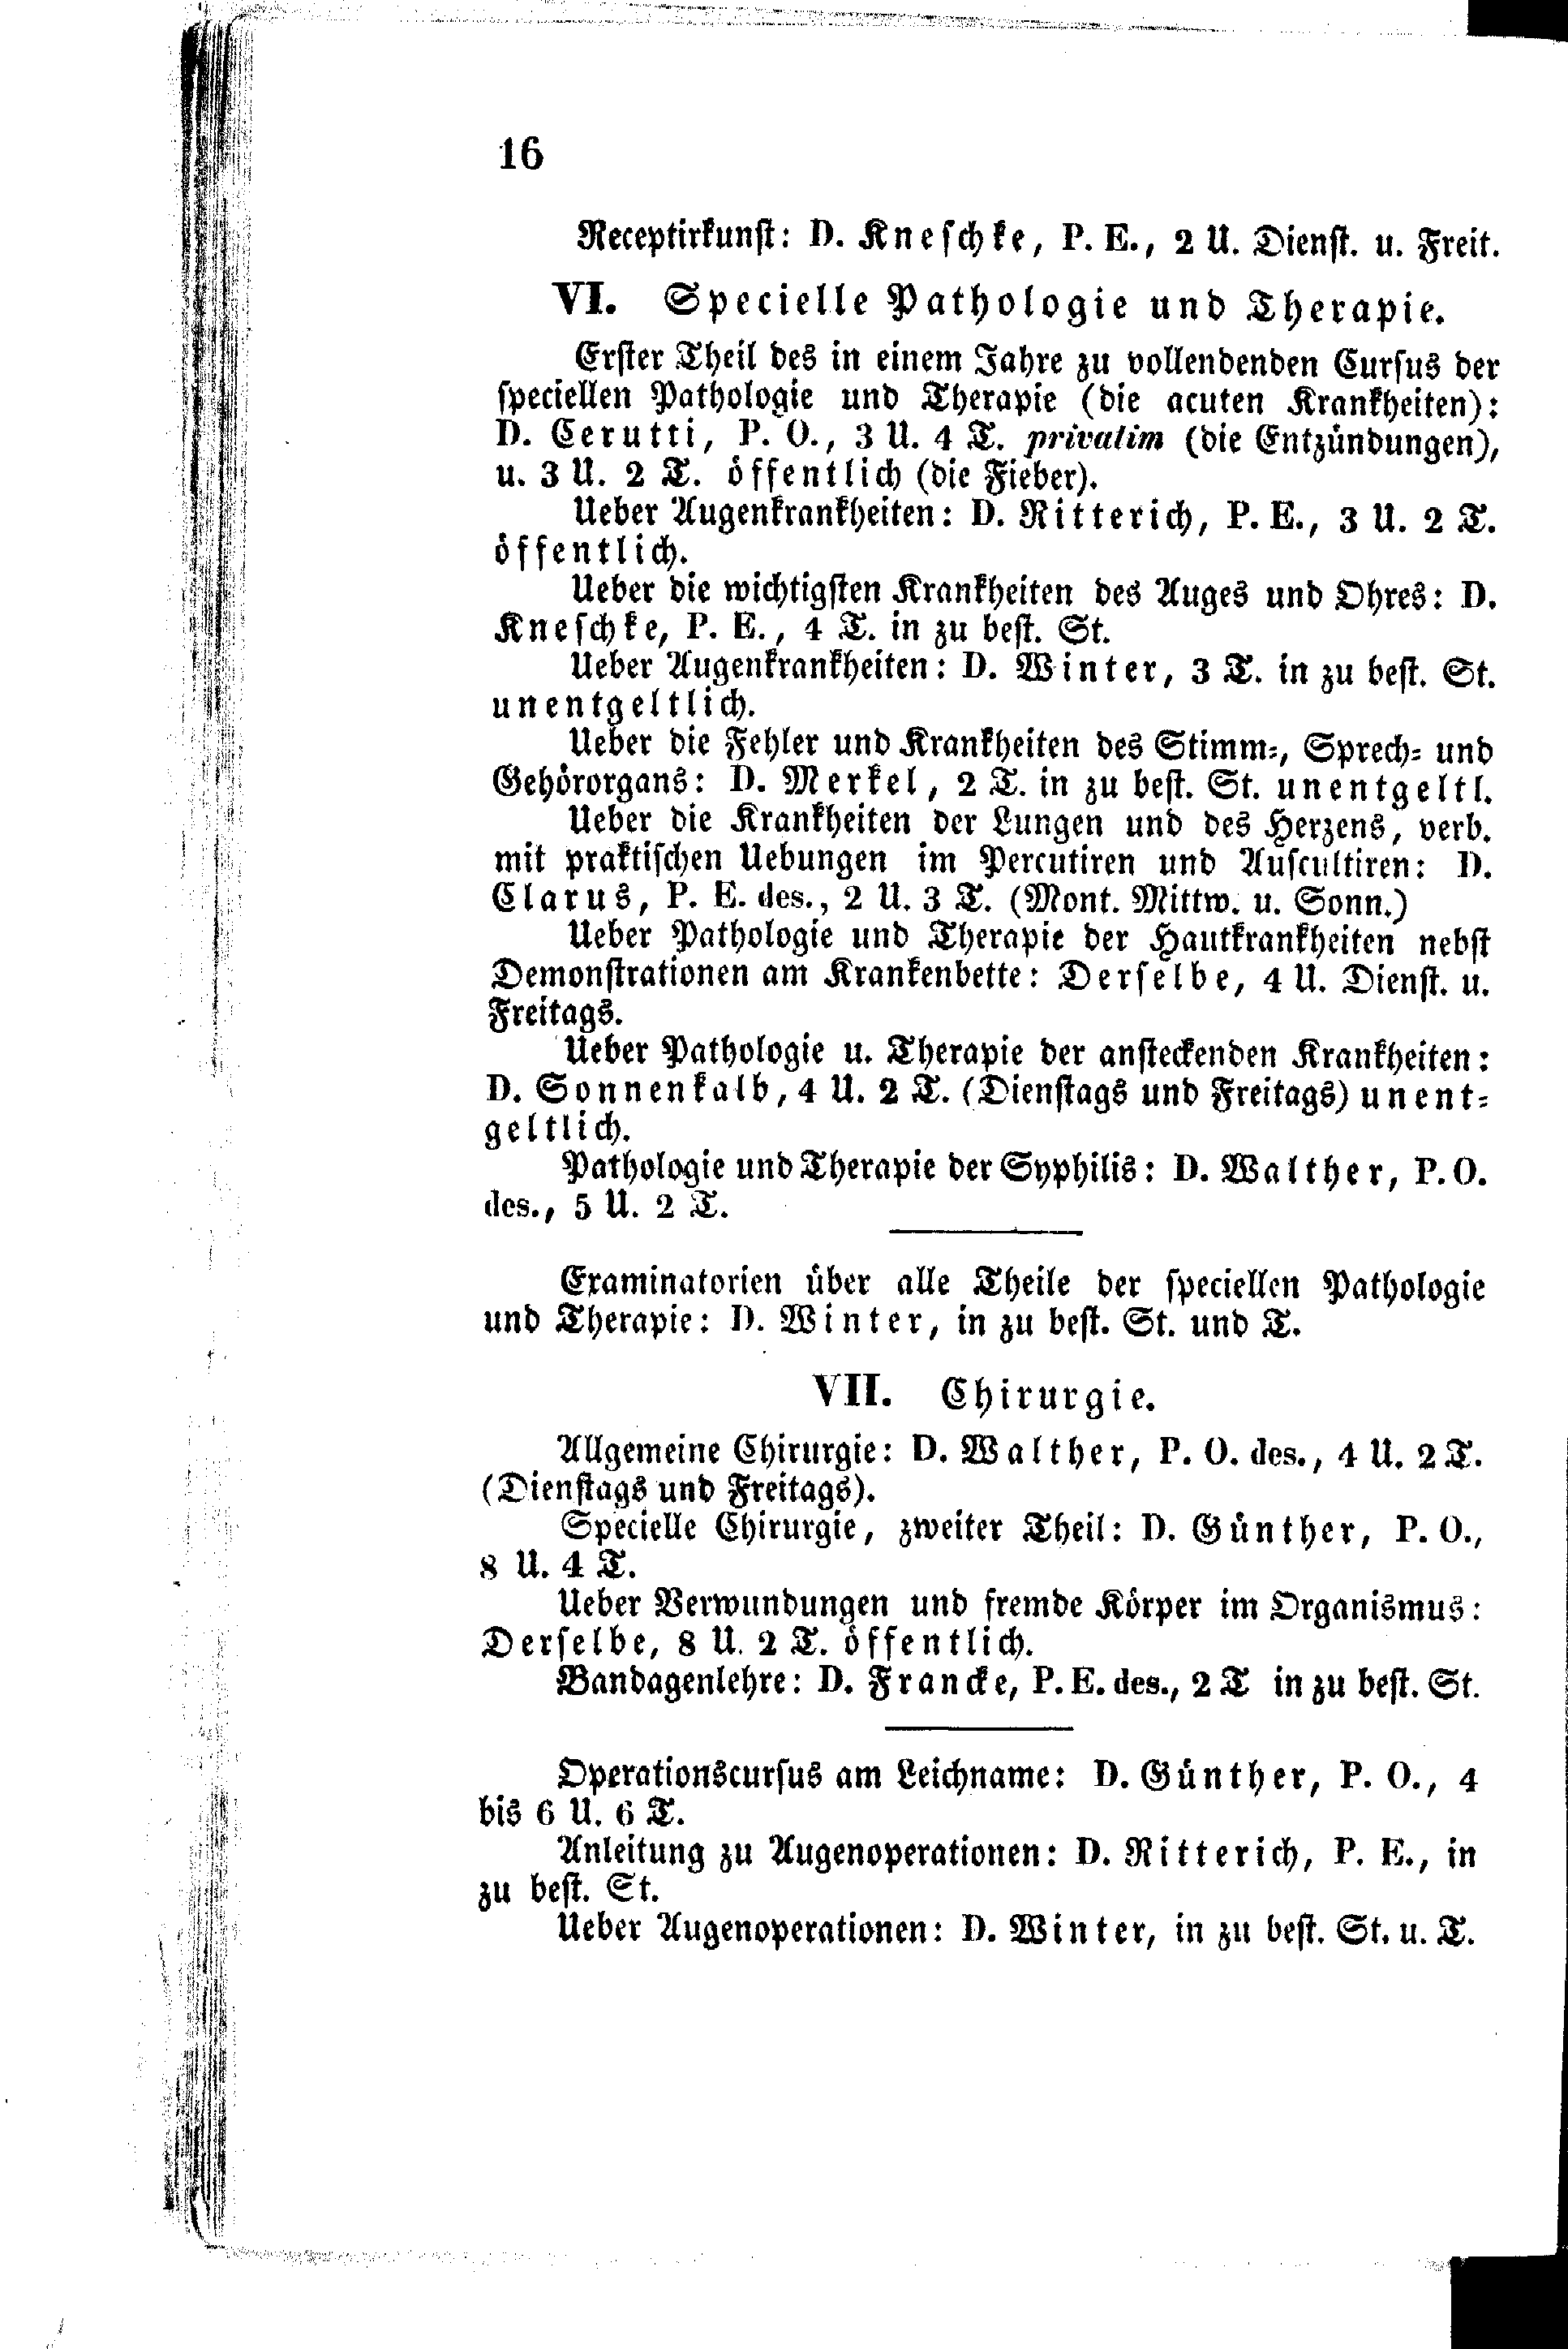 16
Receptirkunst: D. Kneschke, P. E., 2 U. Dienst. u. Freit.
VI. Specielle Pathologie und Therapie.
Erster Theil des in einem Jahre zu vollendenden Cursus der
speciellen Pathologie und Therapie (die acuten Krankheiten):
D. Cerutti, P. O., 3 U. 4 T. privatim (die Entzündungen),
u. 3 U. 2 T. öffentlich (die Fieber).
Ueber Augenkrankheiten: D. Ritterich, P. E., 3 U. 2 T.
öffentlich.
Ueber die wichtigsten Krankheiten des Auges und Ohres: D.
Kneschke, P. E., 4 T. in zu best. St.
Ueber Augenkrankheiten: D. Winter, 3 T. in zu best. St.
unentgeltlich.
Ueber die Fehler und Krankheiten des Stimm-, Sprech- und
Gehörorgans: D. Merkel, 2 T. in zu best. St. unentgeltl.
Ueber die Krankheiten der Lungen und des Herzens, verb.
mit praktischen Uebungen im Percutiren und Auscultiren: D.
Clarus, P. E. des., 2 U. 3 T. (Mont. Mittw. u. Sonn.)
Ueber Pathologie und Therapie der Hautkrankheiten nebst
Demonstrationen am Krankenbette: Derselbe, 4 U. Dienst. u.
Freitags.
Ueber Pathologie u. Therapie der ansteckenden Krankheiten:
D. Sonnenkalb, 4 U. 2 T. (Dienstags und Freitags) unent-
geltlich.
Pathologie und Therapie der Syphilis: D. Walther, P. O.
des., 5 U. 2 T.
Examinatorien über alle Theile der speciellen Pathologie
und Therapie: D. Winter, in zu best. St. und T.
VII. Chirurgie.
Allgemeine Chirurgie: D. Walther, P. O. des., 4 U. 2 T.
(Dienstags und Freitags).
Specielle Chirurgie, zweiter Theil: D. Günther, P. O.,
8 U. 4 T.
Ueber Verwundungen und fremde Körper im Organismus:
Derselbe, 8 U. 2 T. öffentlich.
Bandagenlehre: D. Francke, P. E. des., 2 T in zu best. St.
Operationscursus am Leichname: D. Günther, P. O., 4
bis 6 U. 6 T.
Anleitung zu Augenoperationen: D. Ritterich, P. E., in
zu best. St.
Ueber Augenoperationen: D. Winter, in zu best. St. u. T.